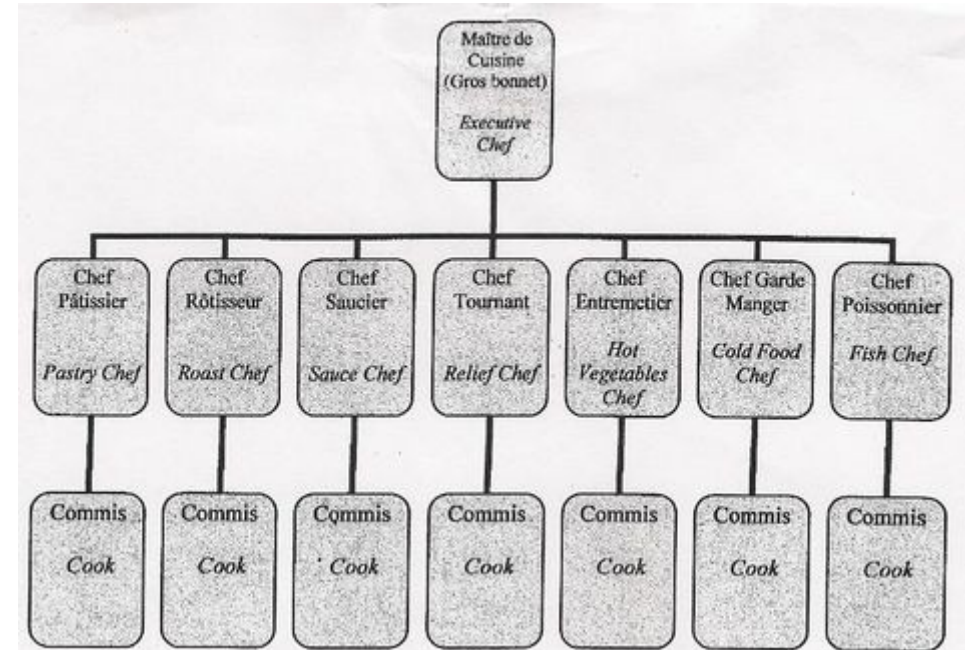 Maître de
Cuisine
(Gros bonnet)
Executive
Chef
Chef
Pâtissier
Pastry Chef
Chef
Rôtisseur
Roast Chef
Chef
Saucier
Sauce Chef
Chef
Tournant
Relief Chef
Chef
Entremetier
Hot
Vegetables
Chef
Chef Garde
Manger
Cold Food
Chef
Chef
Poissonnier
Fish Chef
Commis
Cook
Commis
Cook
Commis
Cook
Commis
Cook
Commis
Cook
Commis
Cook
Commis
Cook